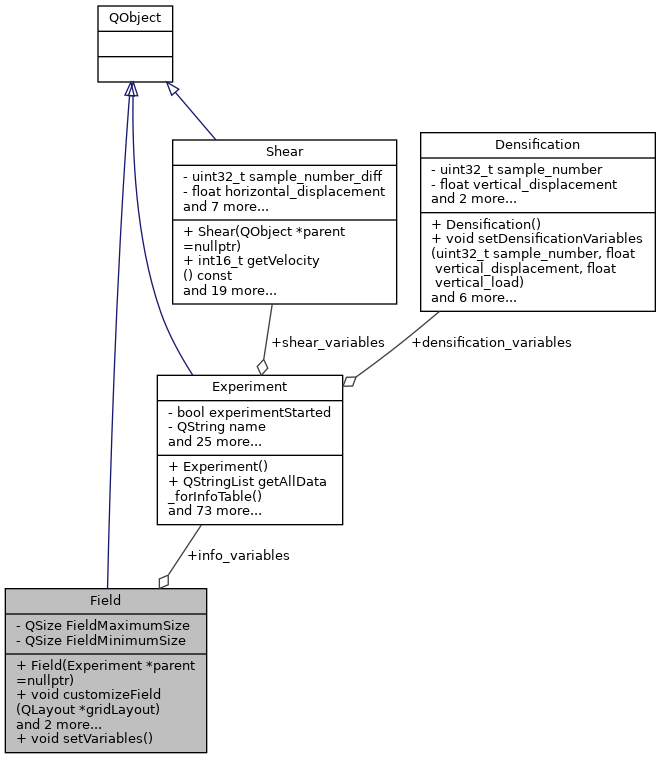 QObject
Shear
- uint32_t sample_number_diff
- float horizontal_displacement
and 7 more...
+ Shear(QObject *parent
=nullptr)
+ int16_t getVelocity
() const
and 19 more...
Densification
- uint32_t sample_number
- float vertical_displacement
and 2 more...
+ Densification()
+ void setDensificationVariables
(uint32_t sample_number, float
vertical_displacement, float
vertical_load)
and 6 more...
+shear_variables
+densification_variables
Experiment
- bool experimentStarted
- QString name
and 25 more...
+ Experiment()
+ QStringList getAllData
_forInfoTable()
and 73 more...
+info_variables
Field
- QSize FieldMaximumSize
- QSize FieldMinimumSize
+ Field(Experiment *parent
=nullptr)
+ void customizeField
(QLayout *gridLayout)
and 2 more...
+ void setVariables()